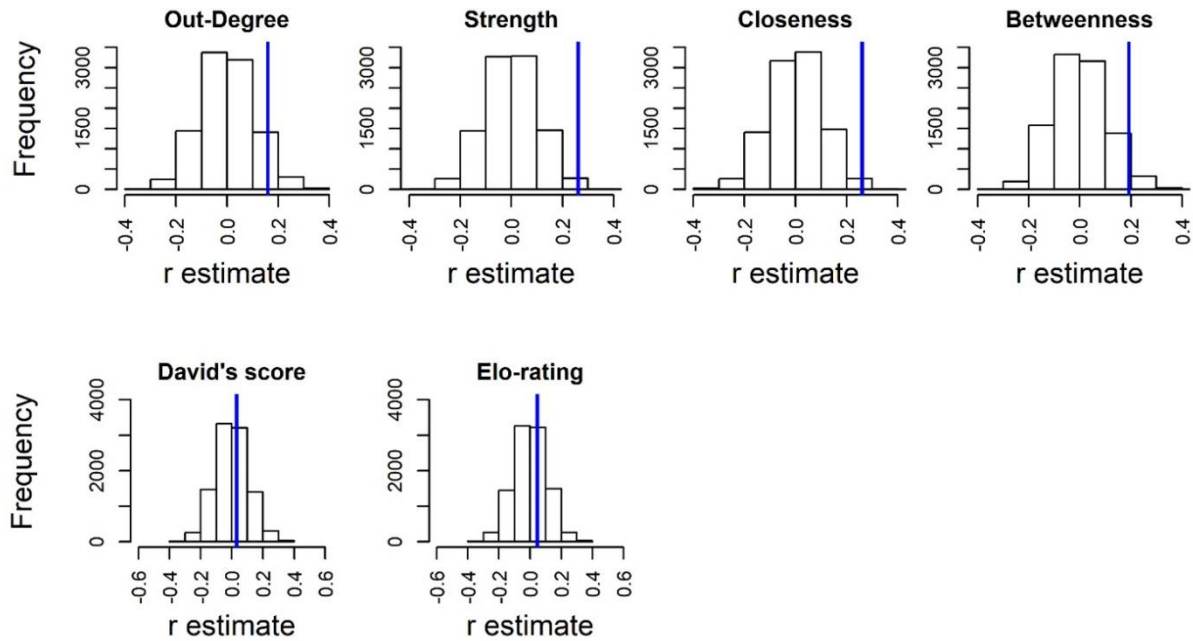 Out-Degree
Strength
Closeness
Betweenness
Frequency
0 1500 3000
0 1500 3000
0 1500 3000
0 1500 3000
-0.4 -0.2 0.0 0.2 0.4
-0.4 -0.2 0.0 0.2 0.4
-0.4 -0.2 0.0 0.2 0.4
-0.4 -0.2 0.0 0.2 0.4
r estimate
r estimate
r estimate
r estimate
David's score
Elo-rating
Frequency
0 2000 4000
0 2000 4000
-0.6 -0.4 -0.2 0.0 0.2 0.4 0.6
-0.6 -0.4 -0.2 0.0 0.2 0.4 0.6
r estimate
r estimate